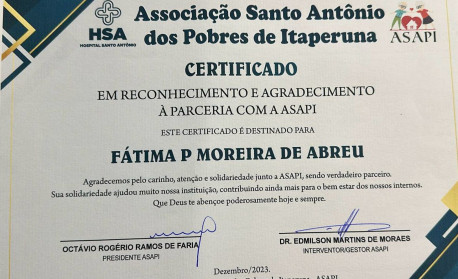 HSA
HOSPITAL SANTO ANTÔNIO
Associação Santo Antônio
dos Pobres de Itaperuna
ASAPI
CERTIFICADO
EM RECONHECIMENTO E AGRADECIMENTO
À PARCERIA COM A ASAPI
ESTE CERTIFICADO É DESTINADO PARA
FÁTIMA P MOREIRA DE ABREU
Agradecemos pelo carinho, atenção e solidariedade junto a ASAPI, sendo verdadeiro parceiro.
Sua solidariedade ajudou muito nossa instituição, contribuindo ainda mais para o bem estar dos nossos internos.
Que Deus te abençoe poderosamente hoje e sempre.
OCTÁVIO ROGÉRIO RAMOS DE FARIA
PRESIDENTE ASAPI
DR. EDMILSON MARTINS DE MORAES
INTERVENTOR/GESTOR ASAPI
Dezembro/2023.
ASAPI